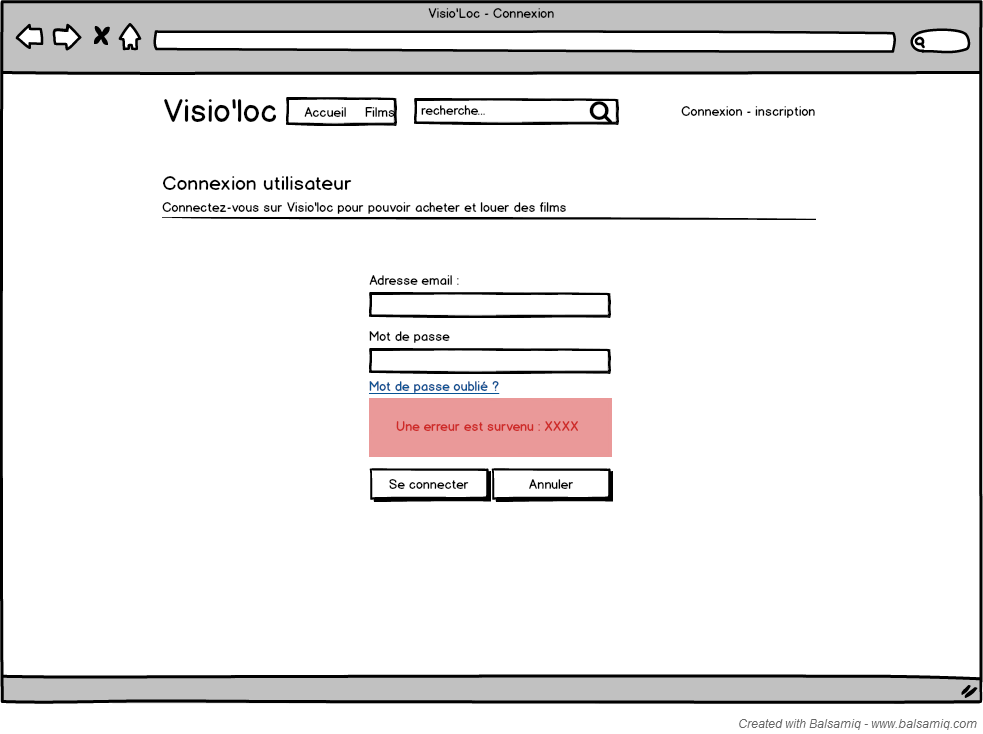 Visio'Loc - Connexion
Visio'loc
Accueil Films
recherche...
Connexion - inscription
Connexion utilisateur
Connectez-vous sur Visio'loc pour pouvoir acheter et louer des films
Adresse email :
Mot de passe
Mot de passe oublié ?
Une erreur est survenu : XXXX
Se connecter
Annuler
Created with Balsamiq - www.balsamiq.com